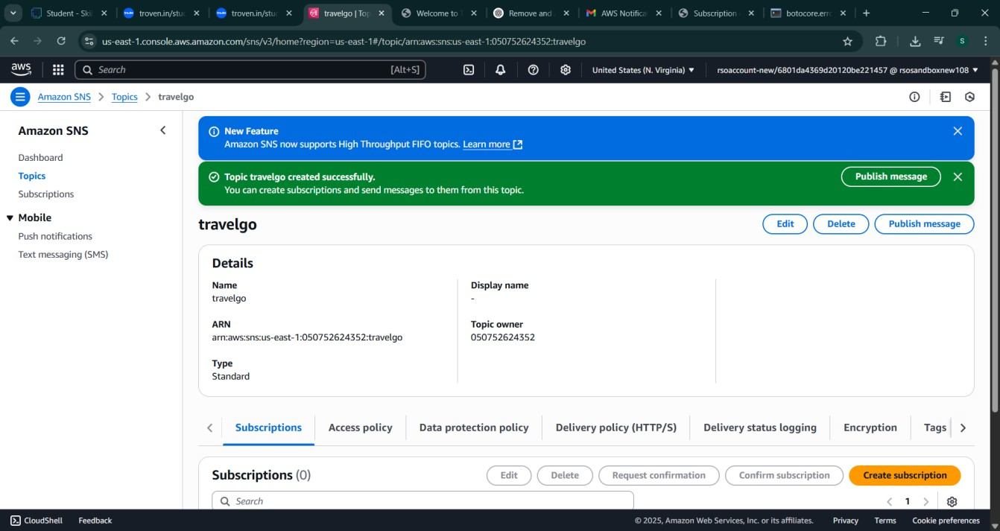 Student - Skil
troven.in/stud
troven.in/stud
travelgo | Top
Welcome to T
Remove and
AWS Notifica
Subscription
botocore.erro
us-east-1.console.aws.amazon.com/sns/v3/home?region=us-east-1#/topic/arn:aws:sns:us-east-1:050752624352:travelgo
S
aws
Search
[Alt+S]
United States (N. Virginia)
rsoaccount-new/6801da4369d20120be221457 @ rsosandboxnew108
Amazon SNS
Topics
travelgo
Amazon SNS
Dashboard
Topics
Subscriptions
Mobile
Push notifications
Text messaging (SMS)
New Feature
Amazon SNS now supports High Throughput FIFO topics. Learn more
Topic travelgo created successfully.
You can create subscriptions and send messages to them from this topic.
Publish message
travelgo
Edit
Delete
Publish message
Details
Name
travelgo
ARN
arn:aws:sns:us-east-1:050752624352:travelgo
Type
Standard
Display name
-
Topic owner
050752624352
Subscriptions
Access policy
Data protection policy
Delivery policy (HTTP/S)
Delivery status logging
Encryption
Tags
Subscriptions (0)
Edit
Delete
Request confirmation
Confirm subscription
Create subscription
Search
1
CloudShell
Feedback
© 2025, Amazon Web Services, Inc. or its affiliates.
Privacy
Terms
Cookie preferences